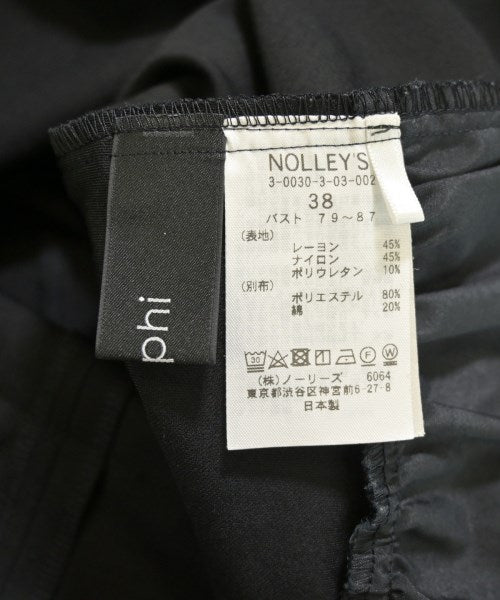 NOLLEY'S
3-0030-3-03-002
38
バスト 79～87
(表地)
レーヨン 45%
ナイロン 45%
ポリウレタン 10%
(別布)
ポリエステル 80%
綿 20%
30 F W
(株)ノーリーズ 6064
東京都渋谷区神宮前6-27-8
日本製
phi